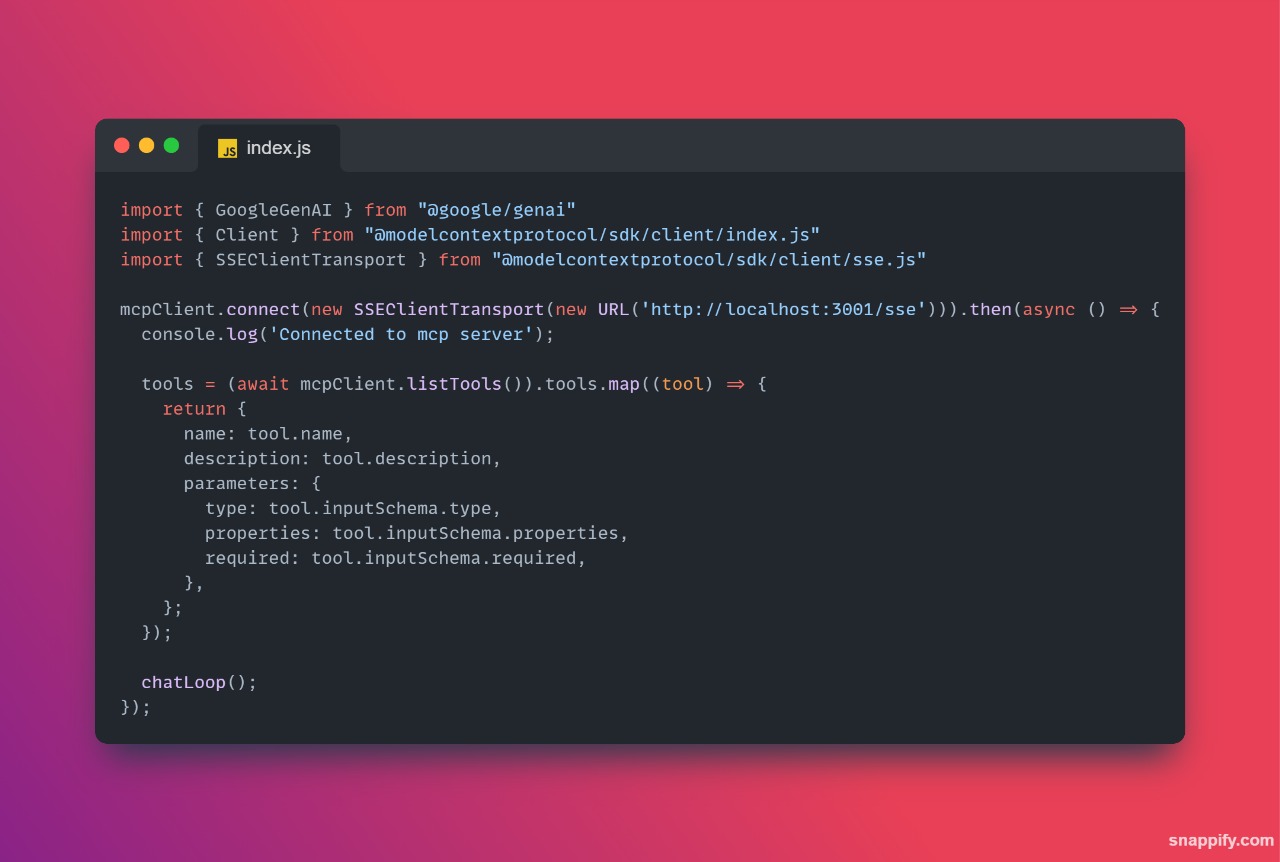 index.js
import { GoogleGenAI } from "@google/genai"
import { Client } from "@modelcontextprotocol/sdk/client/index.js"
import { SSEClientTransport } from "@modelcontextprotocol/sdk/client/sse.js"

mcpClient.connect(new SSEClientTransport(new URL('http://localhost:3001/sse'))).then(async () => {
  console.log('Connected to mcp server');

  tools = (await mcpClient.listTools()).tools.map((tool) => {
    return {
      name: tool.name,
      description: tool.description,
      parameters: {
        type: tool.inputSchema.type,
        properties: tool.inputSchema.properties,
        required: tool.inputSchema.required,
      },
    };
  });

  chatLoop();
});
snappify.com